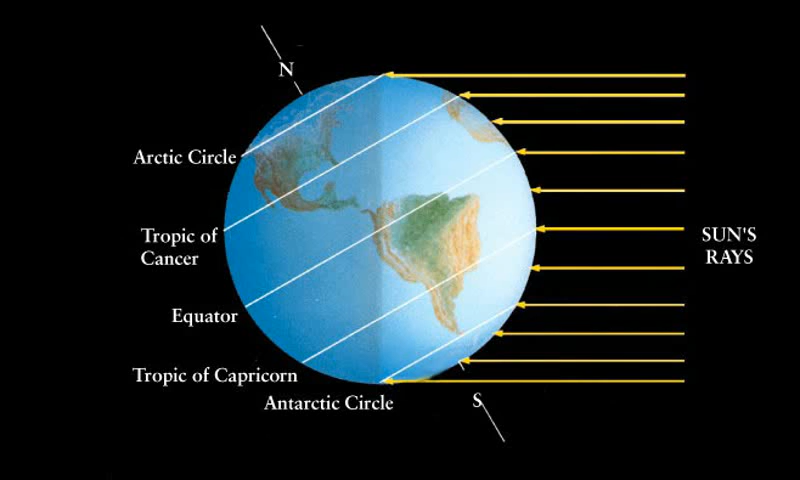 N
Arctic Circle
Tropic of
Cancer
SUN'S
RAYS
Equator
Tropic of Capricorn
Antarctic Circle
S